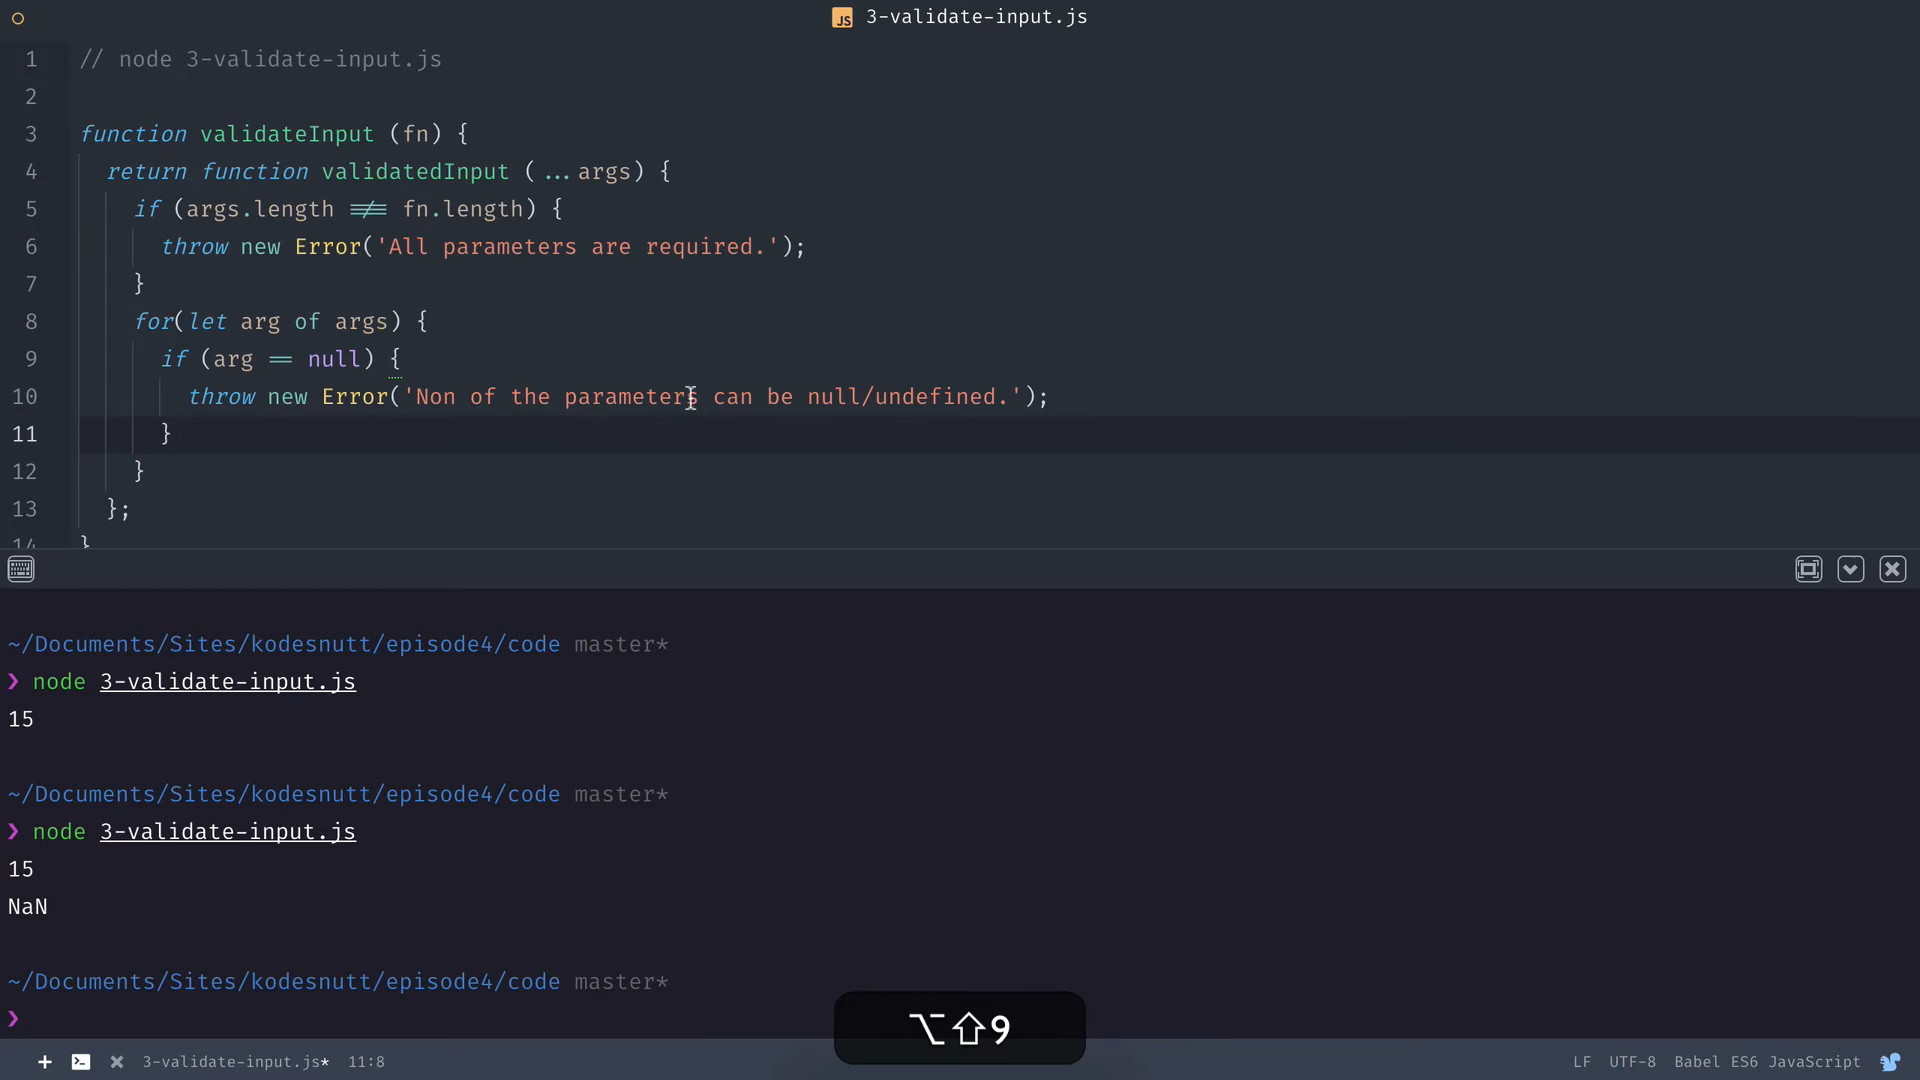 JS 3-validate-input.js
1 // node 3-validate-input.js
2
3 function validateInput (fn) {
4 return function validatedInput (...args) {
5 if (args.length !== fn.length) {
6 throw new Error('All parameters are required.');
7 }
8 for(let arg of args) {
9 if (arg == null) {
10 throw new Error('Non of the parameters can be null/undefined.');
11 }
12 }
13 };
14 }
~/Documents/Sites/kodesnutt/episode4/code master*
❯ node 3-validate-input.js
15
~/Documents/Sites/kodesnutt/episode4/code master*
❯ node 3-validate-input.js
15
NaN
~/Documents/Sites/kodesnutt/episode4/code master*
❯
⌥⇧9
3-validate-input.js* 11:8 LF UTF-8 Babel ES6 JavaScript